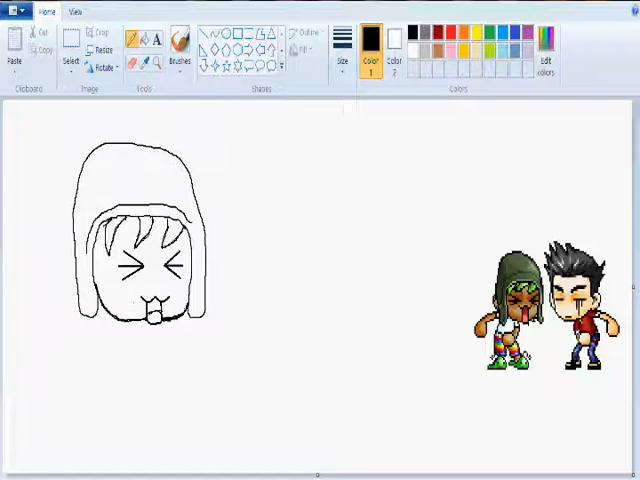 Home View
Paste Cut Copy
Clipboard
Select Crop Resize Rotate
Image
A
Tools
Brushes
Outline Fill
Shapes
Size
Color 1
Color 2
Edit colors
Colors